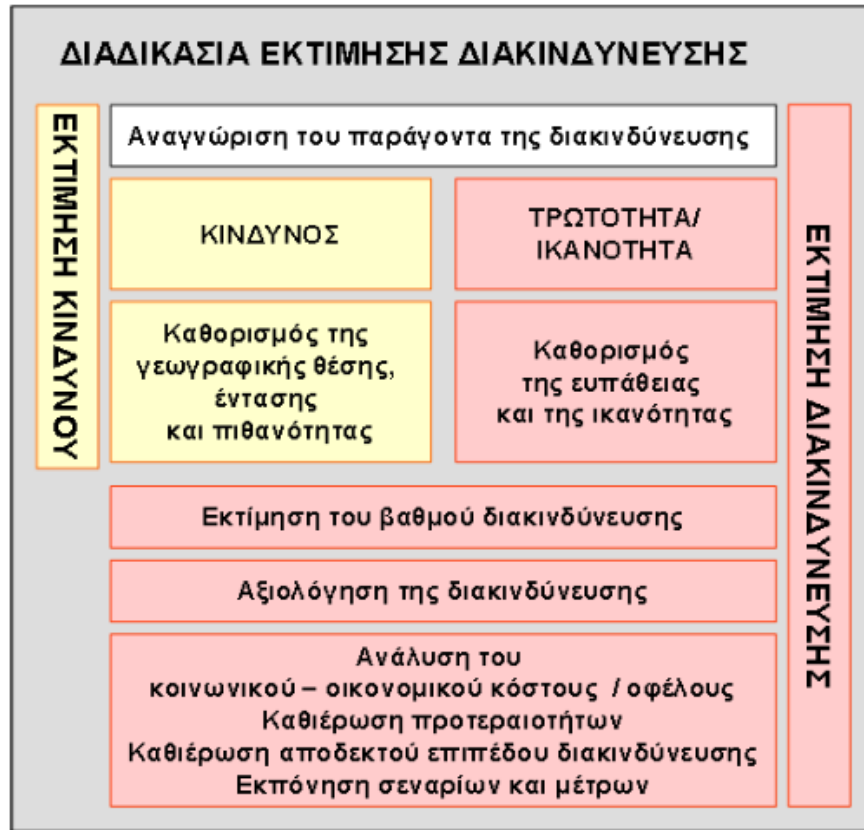 ΔΙΑΔΙΚΑΣΙΑ ΕΚΤΙΜΗΣΗΣ ΔΙΑΚΙΝΔΥΝΕΥΣΗΣ
ΕΚΤΙΜΗΣΗ ΚΙΝΔΥΝΟΥ
Αναγνώριση του παράγοντα της διακινδύνευσης
ΚΙΝΔΥΝΟΣ
ΤΡΩΤΟΤΗΤΑ/
ΙΚΑΝΟΤΗΤΑ
Καθορισμός της
γεωγραφικής θέσης,
έντασης
και πιθανότητας
Καθορισμός
της ευπάθειας
και της ικανότητας
Εκτίμηση του βαθμού διακινδύνευσης
Αξιολόγηση της διακινδύνευσης
Ανάλυση του
κοινωνικού – οικονομικού κόστους / οφέλους
Καθιέρωση προτεραιοτήτων
Καθιέρωση αποδεκτού επιπέδου διακινδύνευσης
Εκπόνηση σεναρίων και μέτρων
ΕΚΤΙΜΗΣΗ ΔΙΑΚΙΝΔΥΝΕΥΣΗΣ